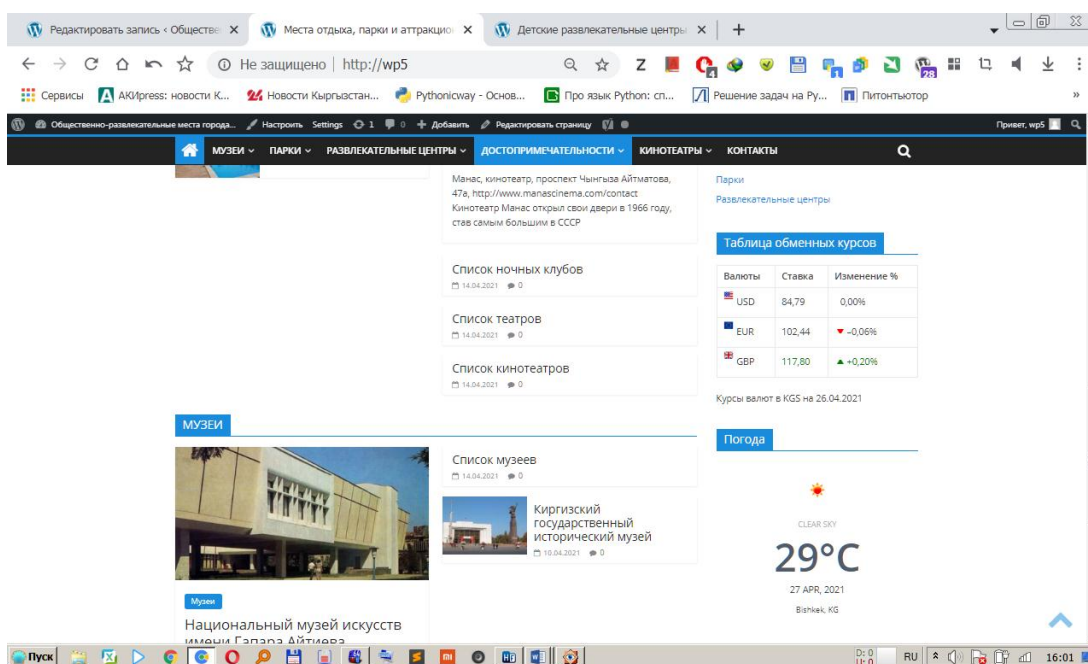 Редактировать запись ‹ Обществе
Места отдыха, парки и аттракцио
Детские развлекательные центры
Не защищено | http://wp5
Сервисы
АКИpress: новости К...
Новости Кыргызстан...
Pythonicway - Основ...
Про язык Python: сп...
Решение задач на Ру...
Питонтьютор
»
Общественно-развлекательные места города...
Настроить
Settings
1
0
Добавить
Редактировать страницу
Привет, wp5
МУЗЕИ
ПАРКИ
РАЗВЛЕКАТЕЛЬНЫЕ ЦЕНТРЫ
ДОСТОПРИМЕЧАТЕЛЬНОСТИ
КИНОТЕАТРЫ
КОНТАКТЫ
Манас, кинотеатр, проспект Чынгыза Айтматова,
47а, http://www.manascinema.com/contact
Кинотеатр Манас открыл свои двери в 1966 году,
став самым большим в СССР
Список ночных клубов
14.04.2021 0
Список театров
14.04.2021 0
Список кинотеатров
14.04.2021 0
Парки
Развлекательные центры
Таблица обменных курсов
Валюты Ставка Изменение %
USD 84,79 0,00%
EUR 102,44 ▼ -0,06%
GBP 117,80 ▲ +0,20%
Курсы валют в KGS на 26.04.2021
МУЗЕИ
Список музеев
14.04.2021 0
Киргизский
государственный
исторический музей
10.04.2021 0
Музеи
Национальный музей искусств
имени Гапара Айтиева
Погода
CLEAR SKY
29°C
27 APR, 2021
Bishkek, KG
Пуск
D: 0
U: 0
RU
16:01